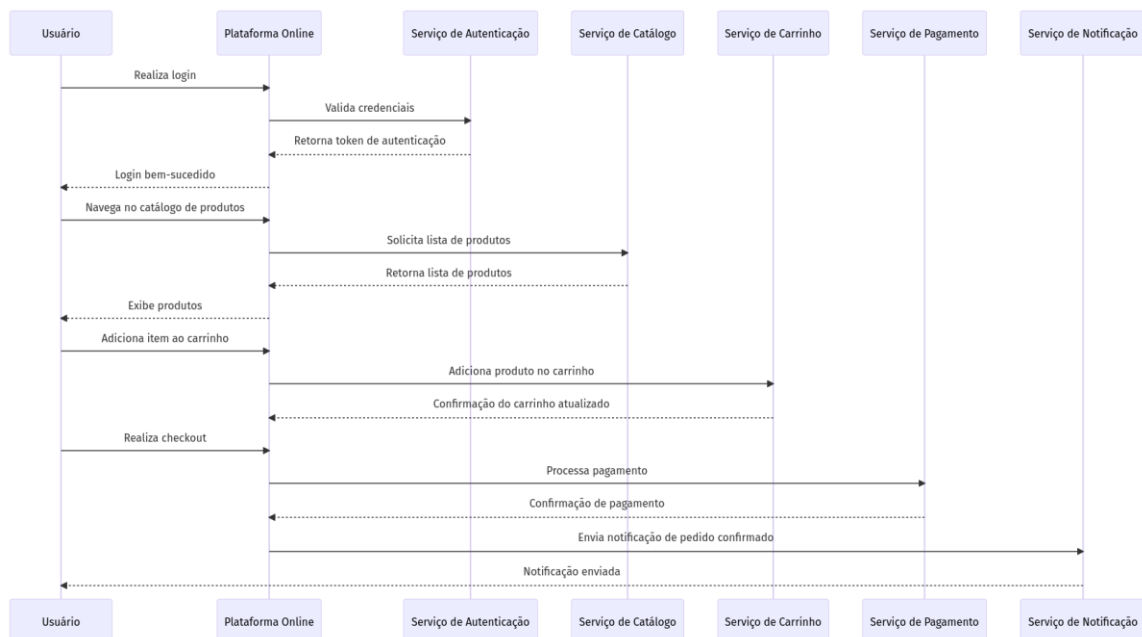 Usuário
Plataforma Online
Serviço de Autenticação
Serviço de Catálogo
Serviço de Carrinho
Serviço de Pagamento
Serviço de Notificação
Realiza login
Valida credenciais
Retorna token de autenticação
Login bem-sucedido
Navega no catálogo de produtos
Solicita lista de produtos
Retorna lista de produtos
Exibe produtos
Adiciona item ao carrinho
Adiciona produto no carrinho
Confirmação do carrinho atualizado
Realiza checkout
Processa pagamento
Confirmação de pagamento
Envia notificação de pedido confirmado
Notificação enviada
Usuário
Plataforma Online
Serviço de Autenticação
Serviço de Catálogo
Serviço de Carrinho
Serviço de Pagamento
Serviço de Notificação